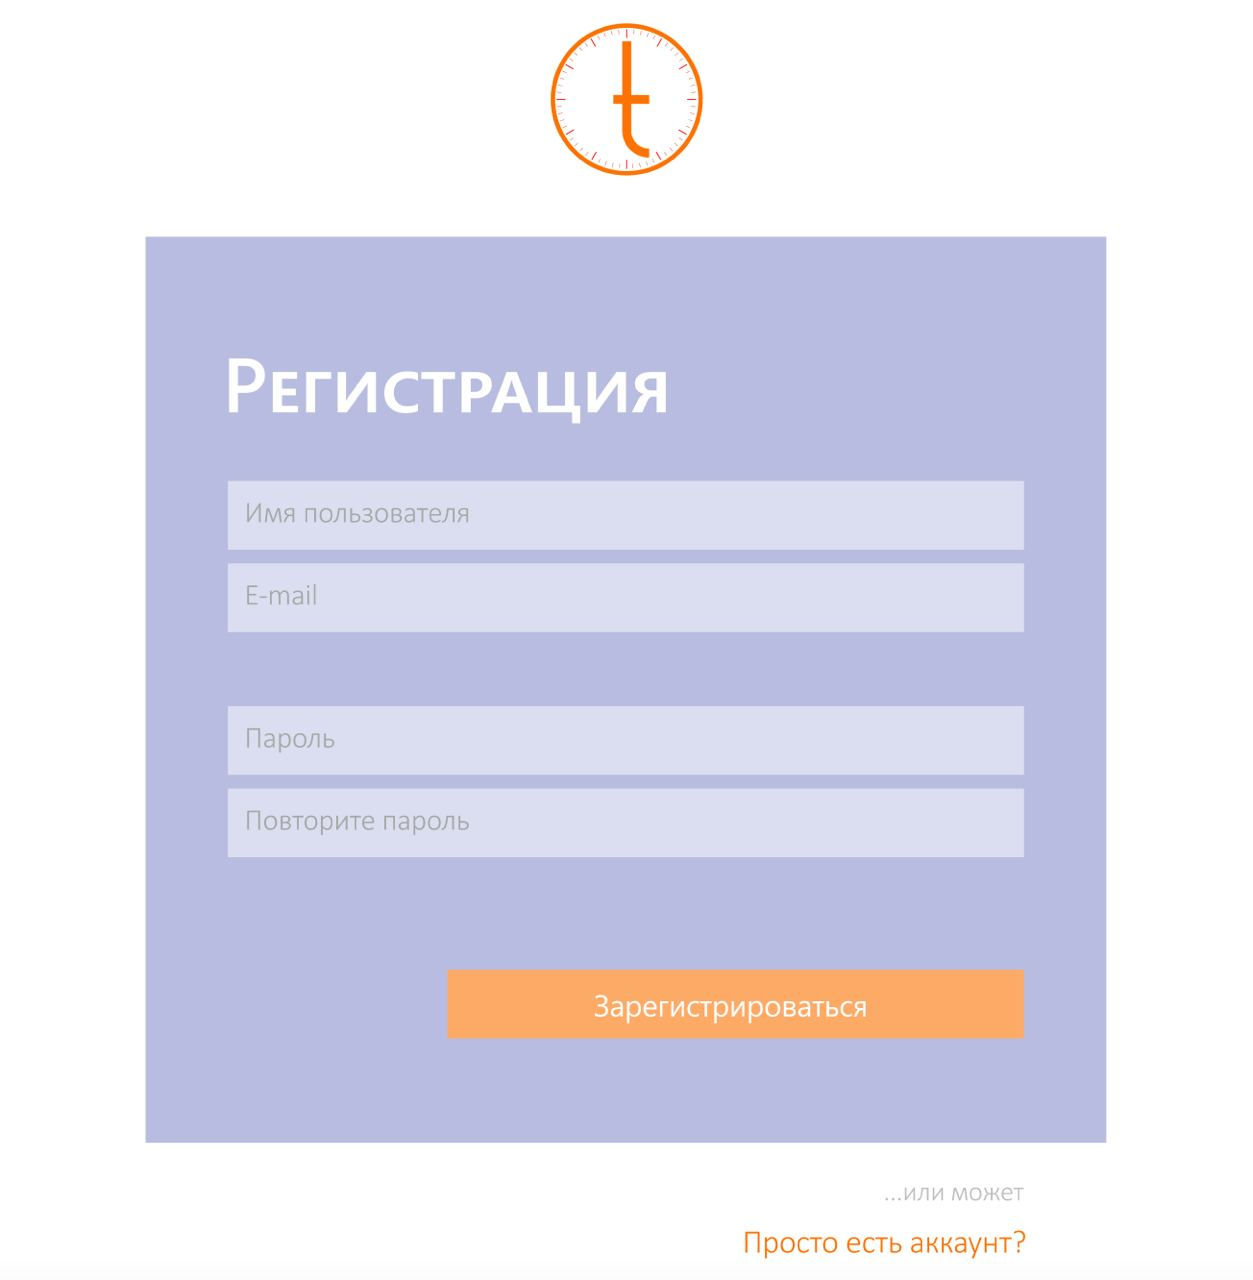 t
Регистрация
Имя пользователя
E-mail
Пароль
Повторите пароль
Зарегистрироваться
...или может
Просто есть аккаунт?